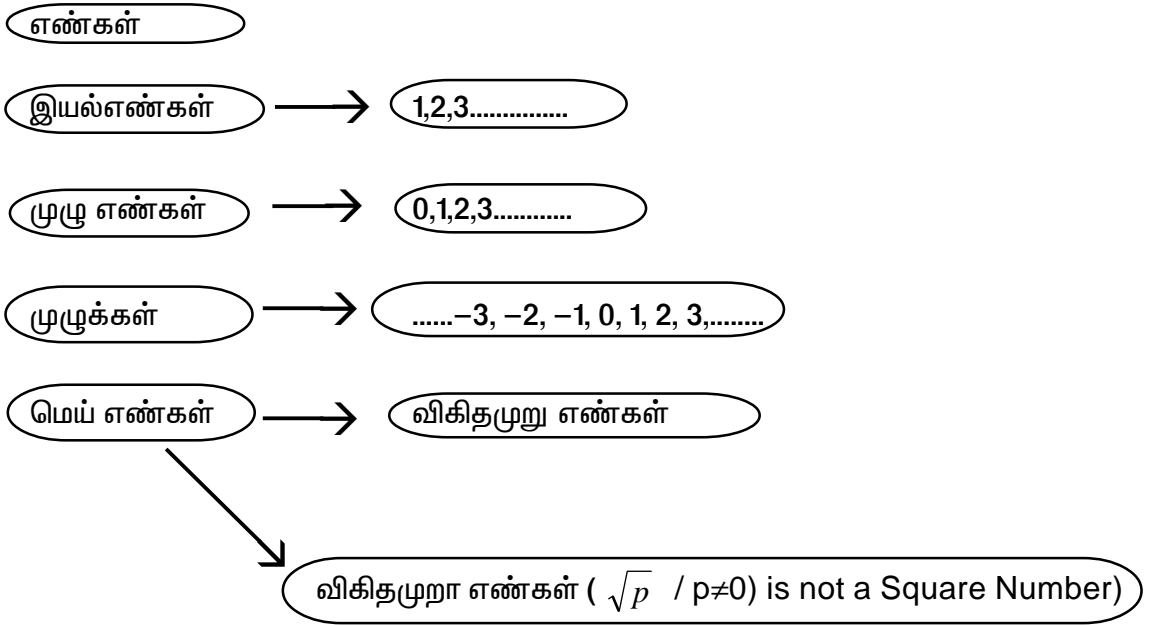 எண்கள்
இயல்எண்கள் 1,2,3...............
முழு எண்கள் 0,1,2,3............
முழுக்கள் ......–3, –2, –1, 0, 1, 2, 3,........
மெய் எண்கள் விகிதமுறு எண்கள்
விகிதமுறா எண்கள் ( √p / p≠0) is not a Square Number)